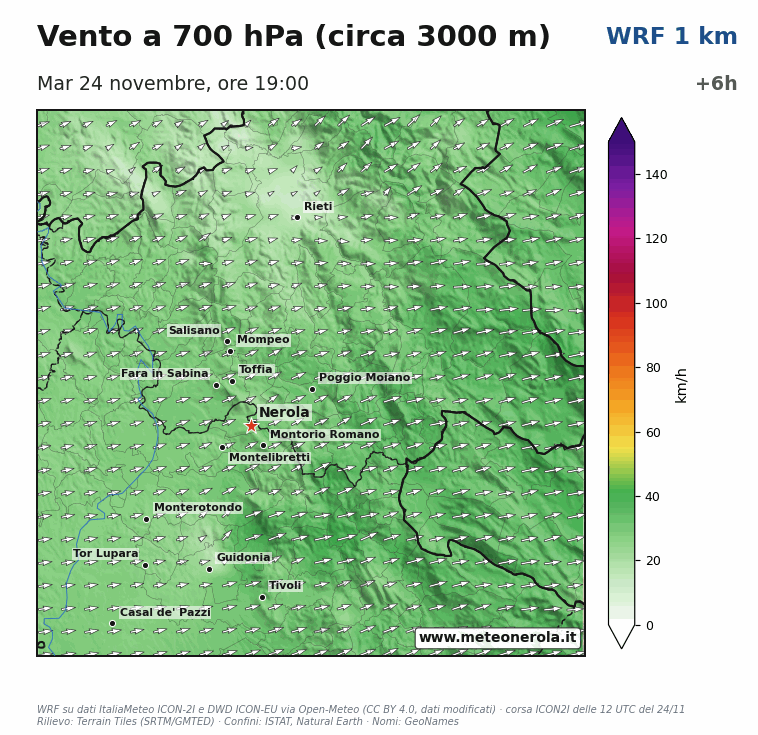 Vento a 700 hPa (circa 3000 m)
WRF 1 km
Mar 24 novembre, ore 19:00
+6h
Rieti
Salisano
Mompeo
Toffia
Fara in Sabina
Poggio Moiano
Nerola
Montorio Romano
Montelibretti
Monterotondo
Tor Lupara
Guidonia
Tivoli
Casal de' Pazzi
www.meteonerola.it
140
120
100
80
60
40
20
0
km/h
WRF su dati ItaliaMeteo ICON-2I e DWD ICON-EU via Open-Meteo (CC BY 4.0, dati modificati) · corsa ICON2I delle 12 UTC del 24/11
Rilievo: Terrain Tiles (SRTM/GMTED) · Confini: ISTAT, Natural Earth · Nomi: GeoNames